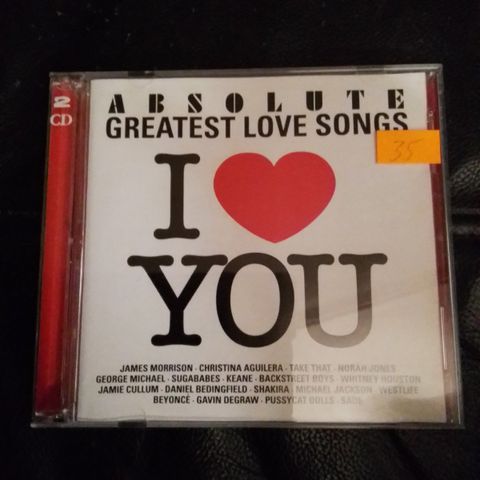 2
CD
ABSOLUTE
GREATEST LOVE SONGS
35
I ♥
YOU
JAMES MORRISON · CHRISTINA AGUILERA · TAKE THAT · NORAH JONES
GEORGE MICHAEL · SUGABABES · KEANE · BACKSTREET BOYS · WHITNEY HOUSTON
JAMIE CULLUM · DANIEL BEDINGFIELD · SHAKIRA · MICHAEL JACKSON · WESTLIFE
BEYONCÉ · GAVIN DEGRAW · PUSSYCAT DOLLS · SADE